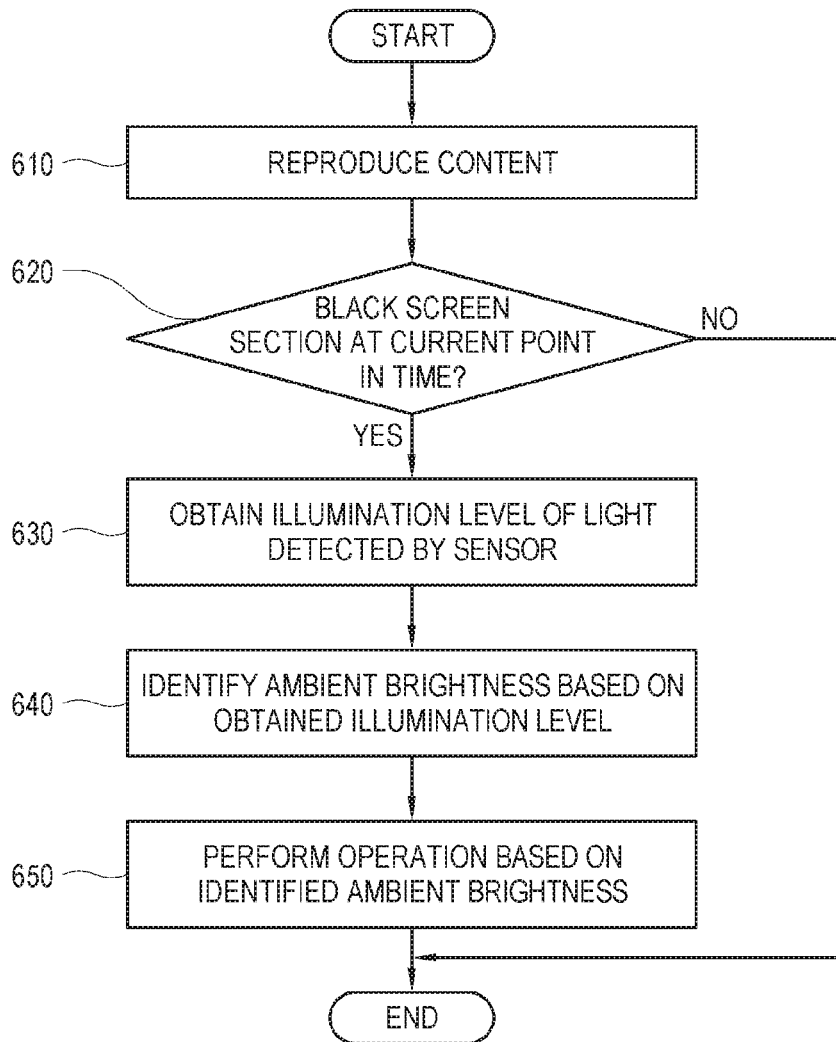 START
610
REPRODUCE CONTENT
620
BLACK SCREEN
SECTION AT CURRENT POINT
IN TIME?
NO
YES
630
OBTAIN ILLUMINATION LEVEL OF LIGHT
DETECTED BY SENSOR
640
IDENTIFY AMBIENT BRIGHTNESS BASED ON
OBTAINED ILLUMINATION LEVEL
650
PERFORM OPERATION BASED ON
IDENTIFIED AMBIENT BRIGHTNESS
END